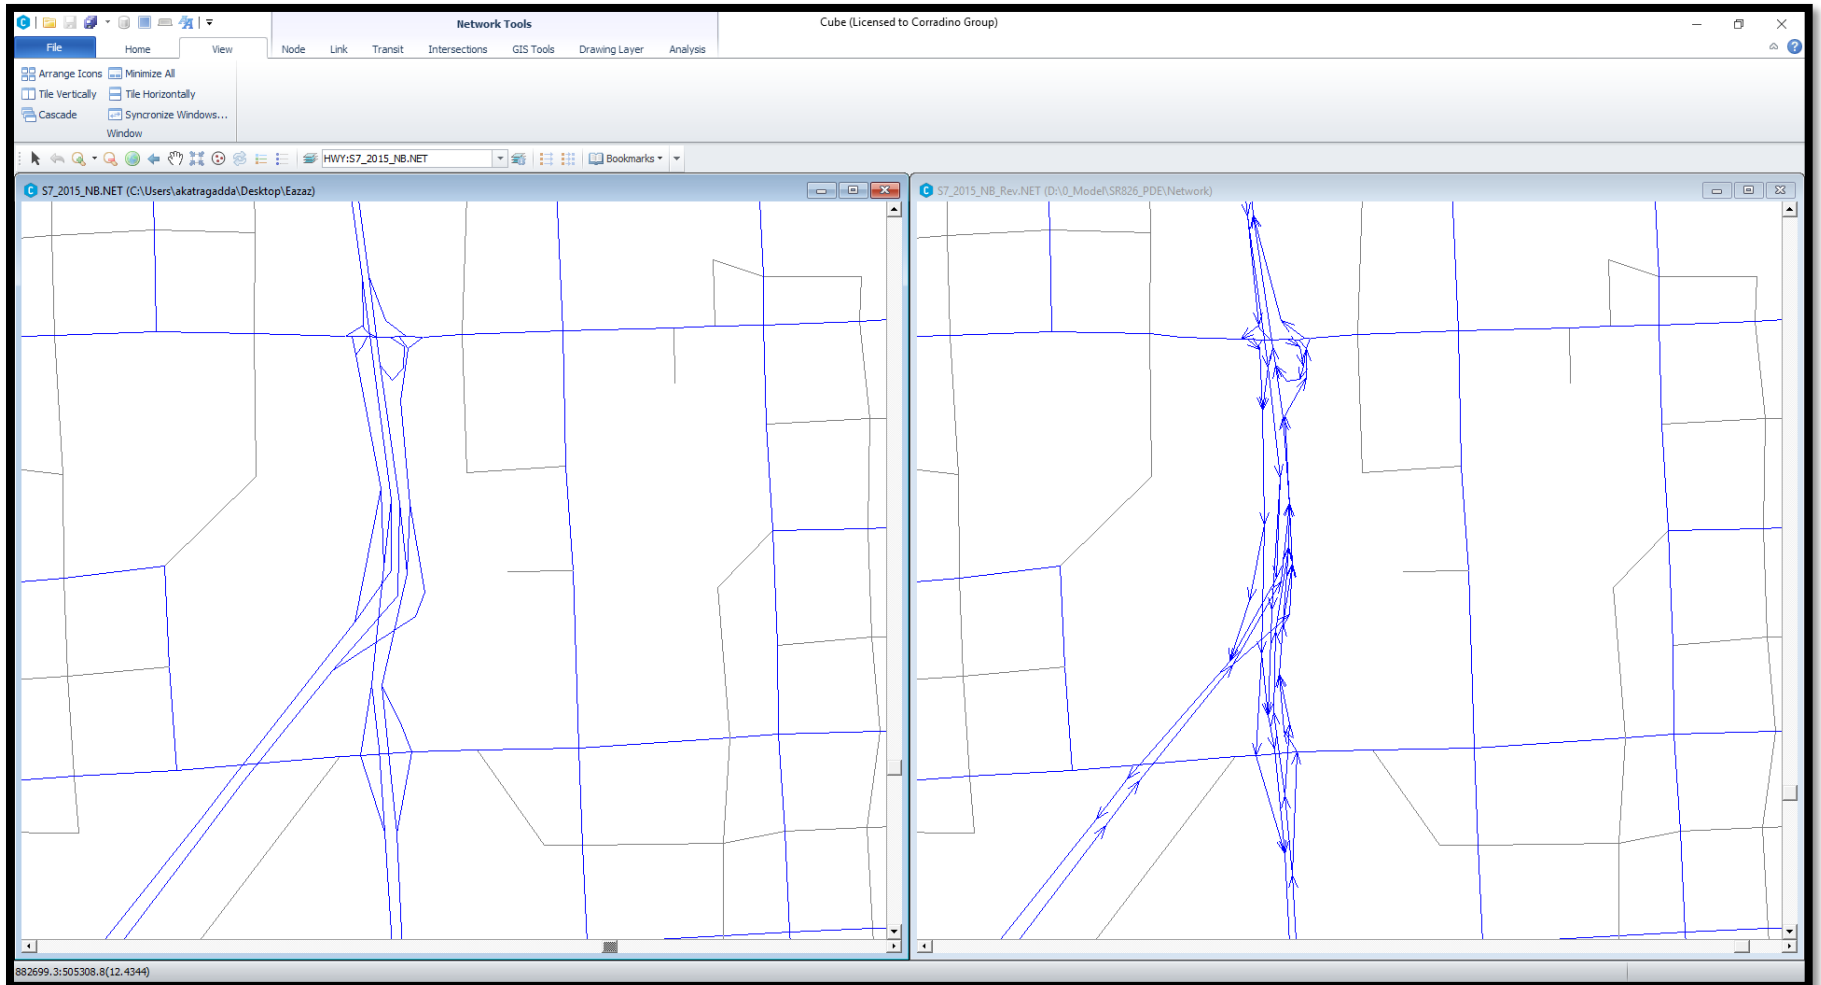 Network Tools
Cube (Licensed to Corradino Group)
File Home View Node Link Transit Intersections GIS Tools Drawing Layer Analysis
Arrange Icons Minimize All
Tile Vertically Tile Horizontally
Cascade Syncronize Windows...
Window
HWY:S7_2015_NB.NET Bookmarks
S7_2015_NB.NET (C:\Users\akatragadda\Desktop\Eazaz)
S7_2015_NB_Rev.NET (D:\0_Model\SR826_PDE\Network)
882699.3:505308.8(12.4344)